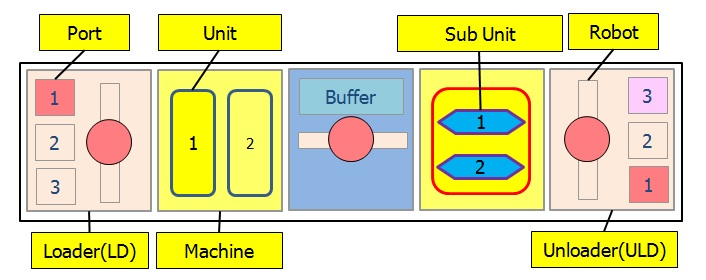 Port
Unit
Sub Unit
Robot
1
2
3
1
2
Buffer
1
2
3
2
1
Loader(LD)
Machine
Unloader(ULD)